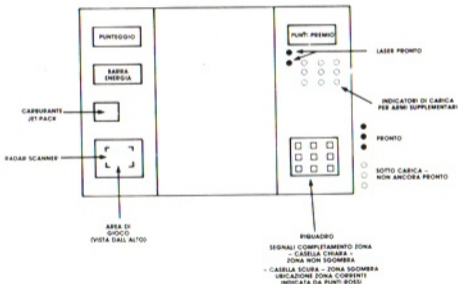 PUNTEGGIO
BARRA
ENERGIA
CARBURANTE
JET-PACK
RADAR SCANNER
AREA DI
GIOCO
(VISTA DALL ALTO)
PUNTI PREMIO
LASER PRONTO
INDICATORI DI CARICA
PER ARMI SUPPLEMENTARI
PRONTO
SOTTO CARICA -
NON ANCORA PRONTO
RIQUADRO
SEGNALI COMPLETAMENTO ZONA
- CASELLA CHIARA -
ZONA NON SGOMBRA
- CASELLA SCURA - ZONA SGOMBRA
UBICAZIONE ZONA CORRENTE
INDICATA DA PUNTI ROSSI